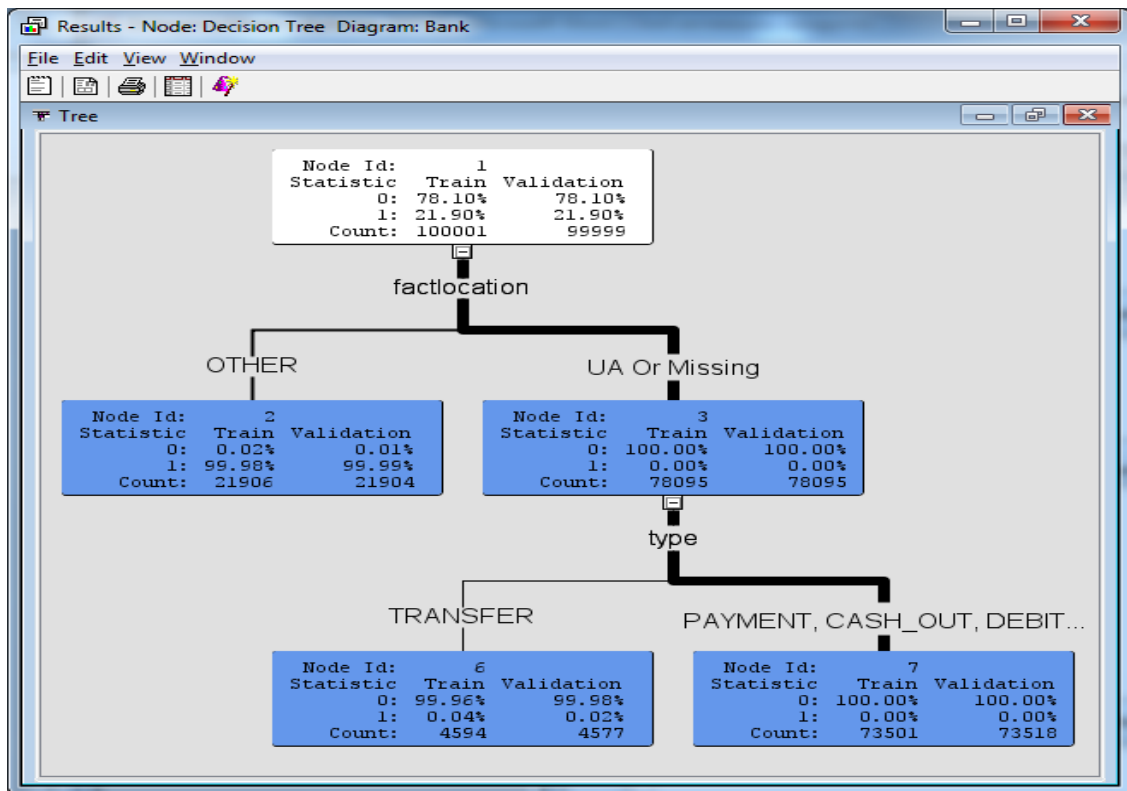 Results - Node: Decision Tree Diagram: Bank
File Edit View Window
Tree
Node Id: 1
Statistic Train Validation
0: 78.10% 78.10%
1: 21.90% 21.90%
Count: 100001 99999
factlocation
OTHER
UA Or Missing
Node Id: 2
Statistic Train Validation
0: 0.02% 0.01%
1: 99.98% 99.99%
Count: 21906 21904
Node Id: 3
Statistic Train Validation
0: 100.00% 100.00%
1: 0.00% 0.00%
Count: 78095 78095
type
TRANSFER
PAYMENT, CASH_OUT, DEBIT...
Node Id: 6
Statistic Train Validation
0: 99.96% 99.98%
1: 0.04% 0.02%
Count: 4594 4577
Node Id: 7
Statistic Train Validation
0: 100.00% 100.00%
1: 0.00% 0.00%
Count: 73501 73518